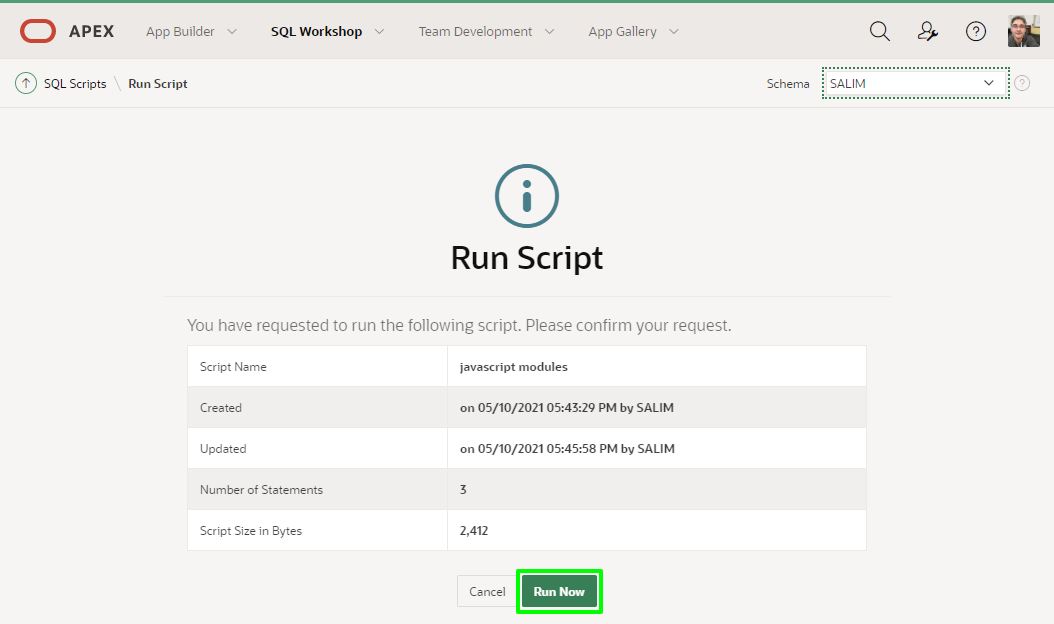 APEX App Builder SQL Workshop Team Development App Gallery ?
SQL Scripts \ Run Script Schema SALIM ?
i
Run Script
You have requested to run the following script. Please confirm your request.
Script Name javascript modules
Created on 05/10/2021 05:43:29 PM by SALIM
Updated on 05/10/2021 05:45:58 PM by SALIM
Number of Statements 3
Script Size in Bytes 2,412
Cancel Run Now